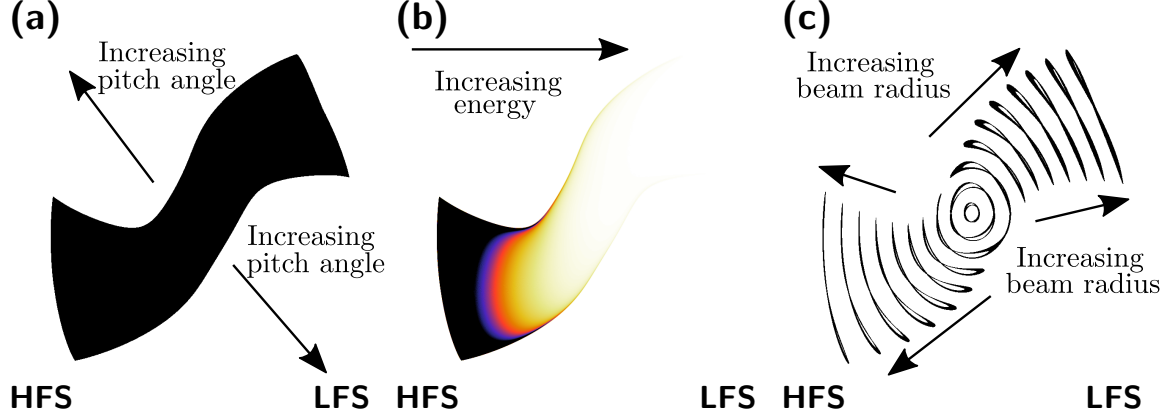 (a)
Increasing
pitch angle
Increasing
pitch angle
HFS
LFS
(b)
Increasing
energy
HFS
LFS
(c)
Increasing
beam radius
Increasing
beam radius
HFS
LFS